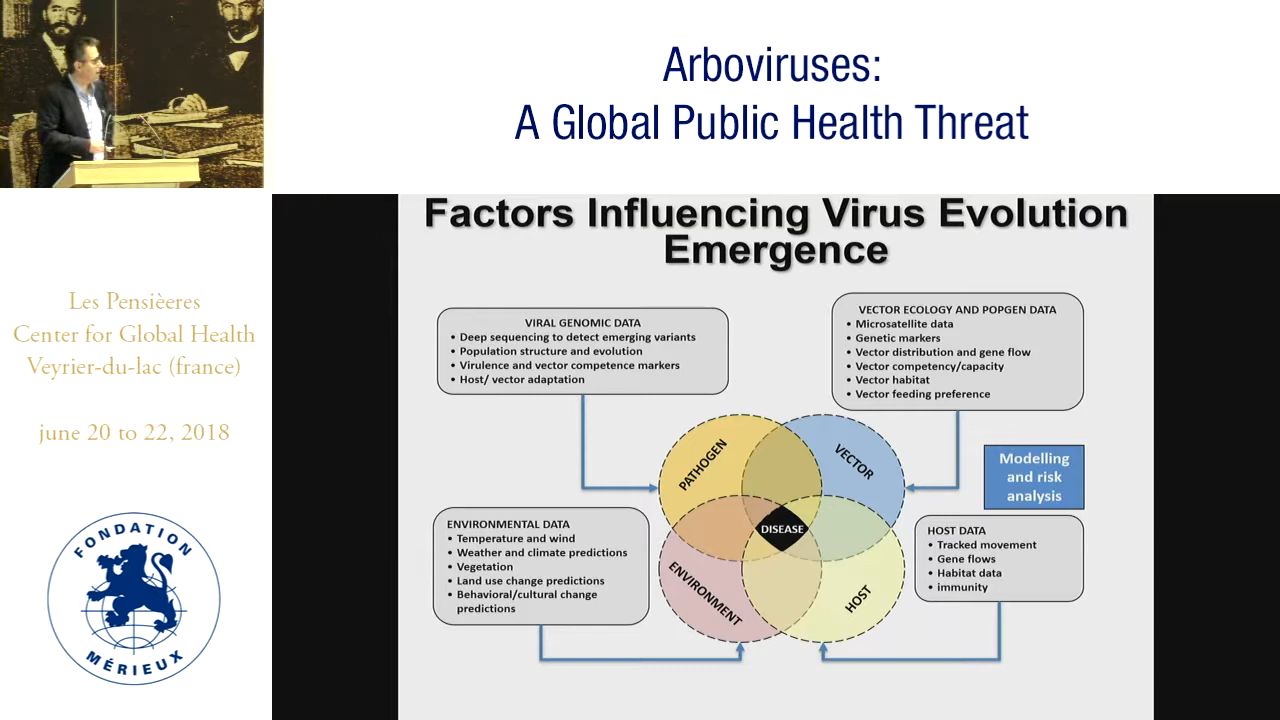 Arboviruses:
A Global Public Health Threat
Les Pensièeres
Center for Global Health
Veyrier-du-lac (france)
june 20 to 22, 2018
FONDATION
MÉRIEUX
Factors Influencing Virus Evolution
Emergence
VIRAL GENOMIC DATA
• Deep sequencing to detect emerging variants
• Population structure and evolution
• Virulence and vector competence markers
• Host/ vector adaptation
VECTOR ECOLOGY AND POPGEN DATA
• Microsatellite data
• Genetic markers
• Vector distribution and gene flow
• Vector competency/capacity
• Vector habitat
• Vector feeding preference
PATHOGEN
VECTOR
Modelling
and risk
analysis
DISEASE
ENVIRONMENTAL DATA
• Temperature and wind
• Weather and climate predictions
• Vegetation
• Land use change predictions
• Behavioral/cultural change
predictions
ENVIRONMENT
HOST
HOST DATA
• Tracked movement
• Gene flows
• Habitat data
• immunity